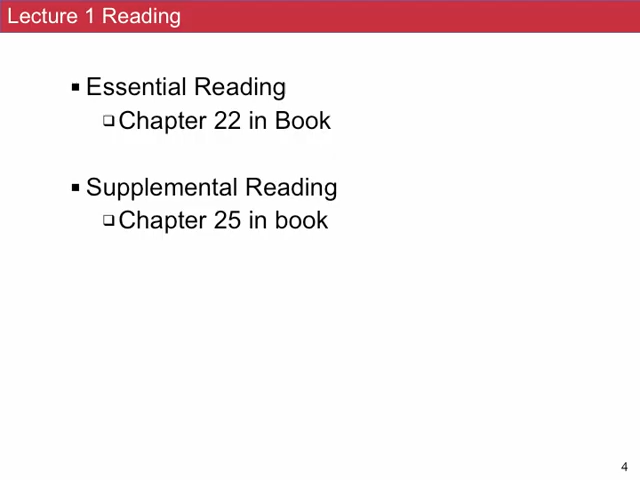 Lecture 1 Reading
▪ Essential Reading
❑ Chapter 22 in Book
▪ Supplemental Reading
❑ Chapter 25 in book
4